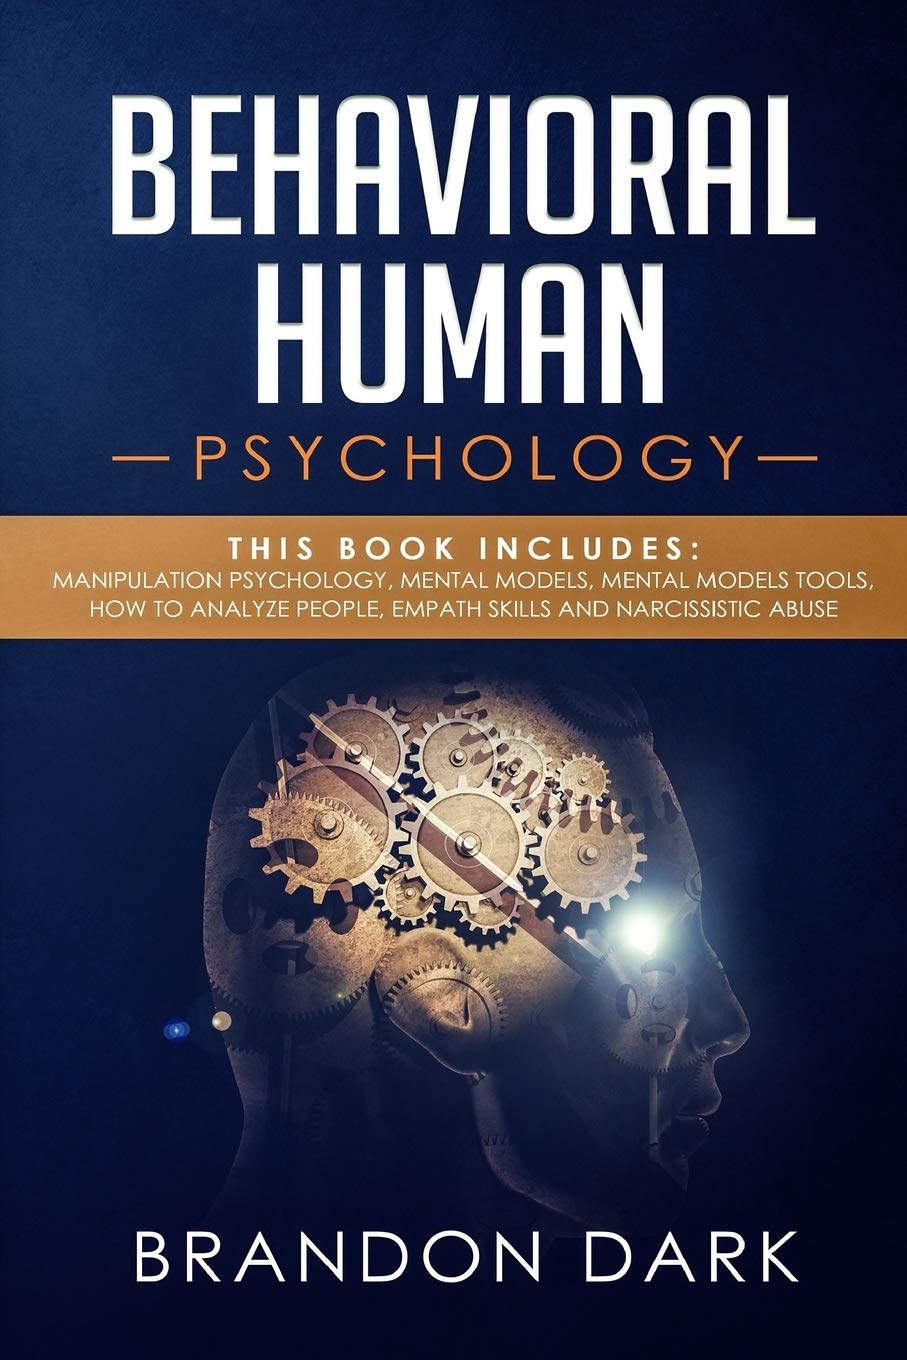 BEHAVIORAL
HUMAN
—PSYCHOLOGY—
THIS BOOK INCLUDES:
MANIPULATION PSYCHOLOGY, MENTAL MODELS, MENTAL MODELS TOOLS,
HOW TO ANALYZE PEOPLE, EMPATH SKILLS AND NARCISSISTIC ABUSE
BRANDON DARK